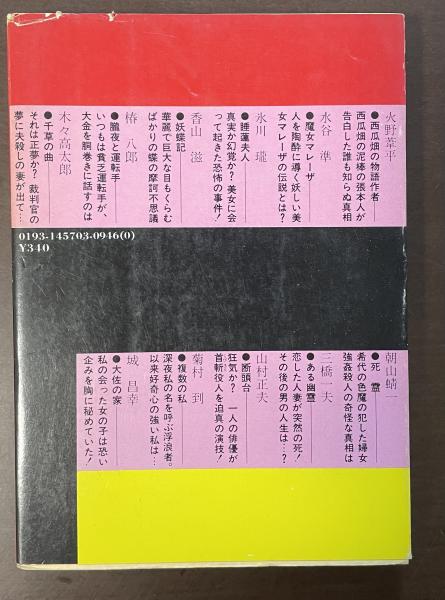 火野葦平
●西瓜畑の物語作者――
西瓜畑の泥棒の張本人が
告白した誰も知らぬ真相
水谷 準
●魔女マレーザ――
人を陶酔に導く妖しい美
女マレーザの伝説とは?
氷川 瓏
●睡蓮夫人――
真実か幻覚か?美女に会
って起きた恐怖の事件!
香山 滋
●妖蝶記――
華麗で巨大な目もくらむ
ばかりの蝶の摩訶不思議
椿 八郎
●朧夜と運転手――
いつもは貧乏運転手が、
大金を胴巻きに話すのは
木々高太郎
●千草の曲――
それは正夢か?裁判官の
夢に夫殺しの妻が出て…
0193-145703-0946(0)
¥340
朝山蜻一
●死 霊――
希代の色魔の犯した婦女
強姦殺人の奇怪な真相は
三橋一夫
●ある幽霊――
恋した人妻が突然の死!
その後の男の人生は…?
山村正夫
●断頭台――
狂気か? 一人の俳優が
首斬役人を迫真の演技!
菊村 到
●複数の私――
深夜私の名を呼ぶ浮浪者。
以来好奇心の強い私は…
城 昌幸
●大佐の家――
私の会った女の子は恐い
企みを胸に秘めていた!